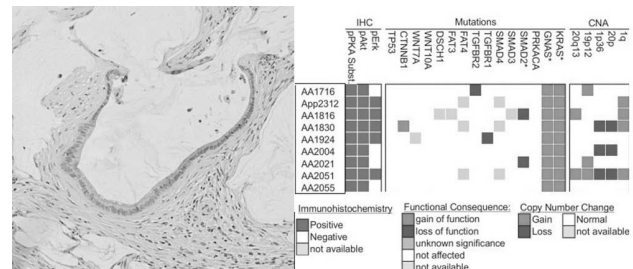 IHC Mutations CNA
pPKA Subst. pAkt pErk TP53 CTNNB1 WNT7A WNT10A DSCH1 FAT3 FAT4 TGFBR2 TGFBR1 SMAD4 SMAD3 SMAD2* PRKACA GNAS* KRAS* 20q13 19p12 1p36 20p 1q
AA1716
App2312
AA1816
AA1830
AA1924
AA2004
AA2021
AA2051
AA2055
Immunohistochemistry
Positive
Negative
not available
Functional Consequence:
gain of function
loss of function
unknown significance
not affected
not available
Copy Number Change
Gain
Loss
Normal
not available